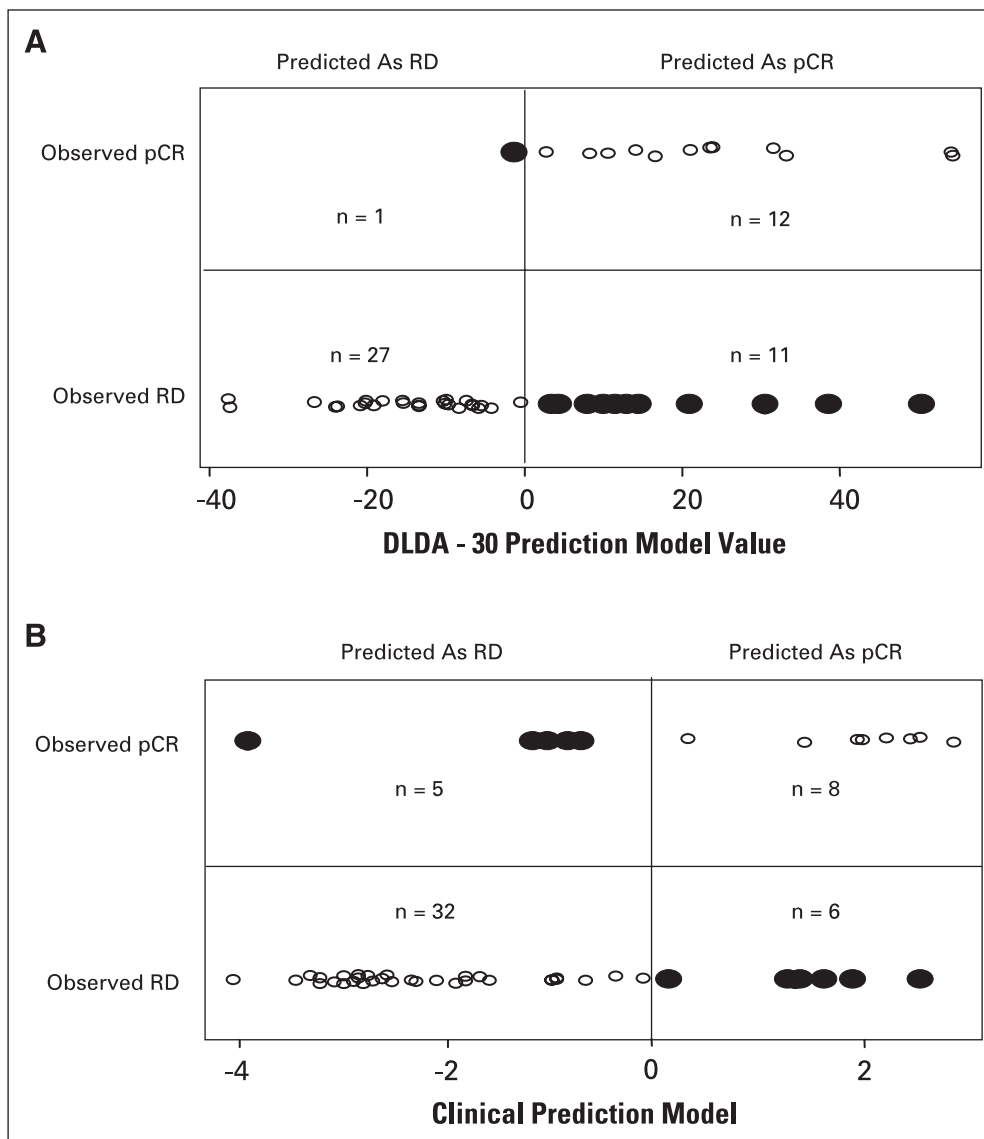 A
Predicted As RD Predicted As pCR
Observed pCR
n = 1 n = 12
n = 27 n = 11
Observed RD
-40 -20 0 20 40
DLDA - 30 Prediction Model Value
B
Predicted As RD Predicted As pCR
Observed pCR
n = 5 n = 8
n = 32 n = 6
Observed RD
-4 -2 0 2
Clinical Prediction Model